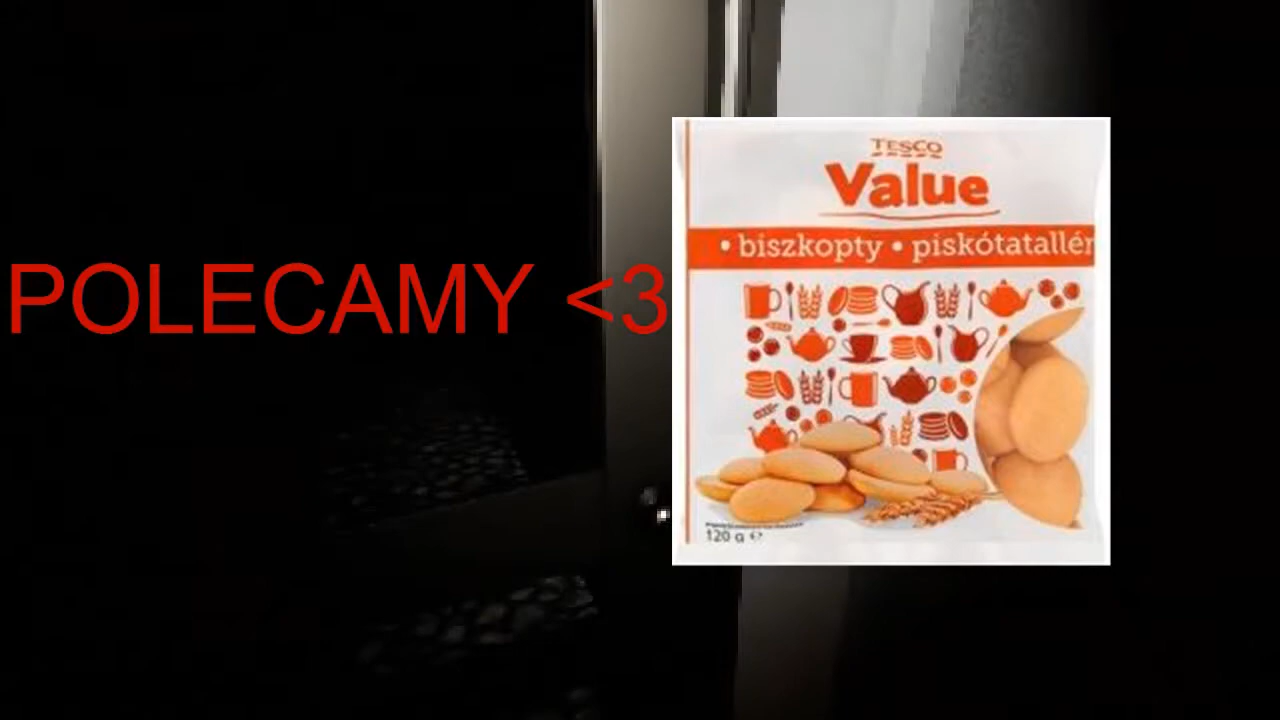 TESCO
Value
• biszkopty • piskótatallér
POLECAMY <3
120 g ℮